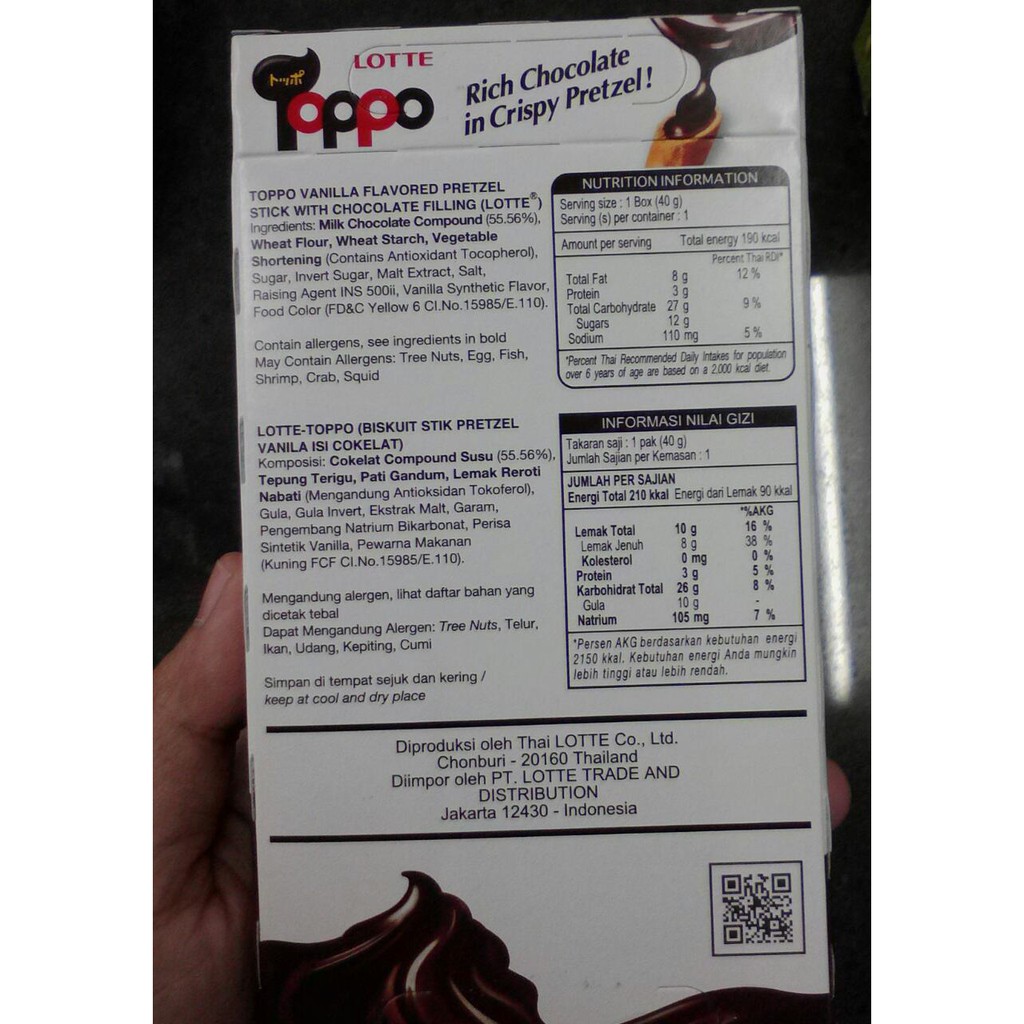 LOTTE
トッポ
Toppo
Rich Chocolate
in Crispy Pretzel!
TOPPO VANILLA FLAVORED PRETZEL
STICK WITH CHOCOLATE FILLING (LOTTE®)
Ingredients: Milk Chocolate Compound (55.56%),
Wheat Flour, Wheat Starch, Vegetable
Shortening (Contains Antioxidant Tocopherol),
Sugar, Invert Sugar, Malt Extract, Salt,
Raising Agent INS 500ii, Vanilla Synthetic Flavor,
Food Color (FD&C Yellow 6 CI.No.15985/E.110).
Contain allergens, see ingredients in bold
May Contain Allergens: Tree Nuts, Egg, Fish,
Shrimp, Crab, Squid
NUTRITION INFORMATION
Serving size : 1 Box (40 g)
Serving (s) per container : 1
Amount per serving Total energy 190 kcal
Percent Thai RDI*
Total Fat 8 g 12 %
Protein 3 g
Total Carbohydrate 27 g 9 %
Sugars 12 g
Sodium 110 mg 5 %
*Percent Thai Recommended Daily Intakes for population
over 6 years of age are based on a 2,000 kcal diet.
LOTTE-TOPPO (BISKUIT STIK PRETZEL
VANILA ISI COKELAT)
Komposisi: Cokelat Compound Susu (55.56%),
Tepung Terigu, Pati Gandum, Lemak Reroti
Nabati (Mengandung Antioksidan Tokoferol),
Gula, Gula Invert, Ekstrak Malt, Garam,
Pengembang Natrium Bikarbonat, Perisa
Sintetik Vanilla, Pewarna Makanan
(Kuning FCF CI.No.15985/E.110).
Mengandung alergen, lihat daftar bahan yang
dicetak tebal
Dapat Mengandung Alergen: Tree Nuts, Telur,
Ikan, Udang, Kepiting, Cumi
Simpan di tempat sejuk dan kering /
keep at cool and dry place
INFORMASI NILAI GIZI
Takaran saji : 1 pak (40 g)
Jumlah Sajian per Kemasan : 1
JUMLAH PER SAJIAN
Energi Total 210 kkal Energi dari Lemak 90 kkal
*%AKG
Lemak Total 10 g 16 %
Lemak Jenuh 8 g 38 %
Kolesterol 0 mg 0 %
Protein 3 g 5 %
Karbohidrat Total 26 g 8 %
Gula 10 g -
Natrium 105 mg 7 %
*Persen AKG berdasarkan kebutuhan energi
2150 kkal. Kebutuhan energi Anda mungkin
lebih tinggi atau lebih rendah.
Diproduksi oleh Thai LOTTE Co., Ltd.
Chonburi - 20160 Thailand
Diimpor oleh PT. LOTTE TRADE AND
DISTRIBUTION
Jakarta 12430 - Indonesia